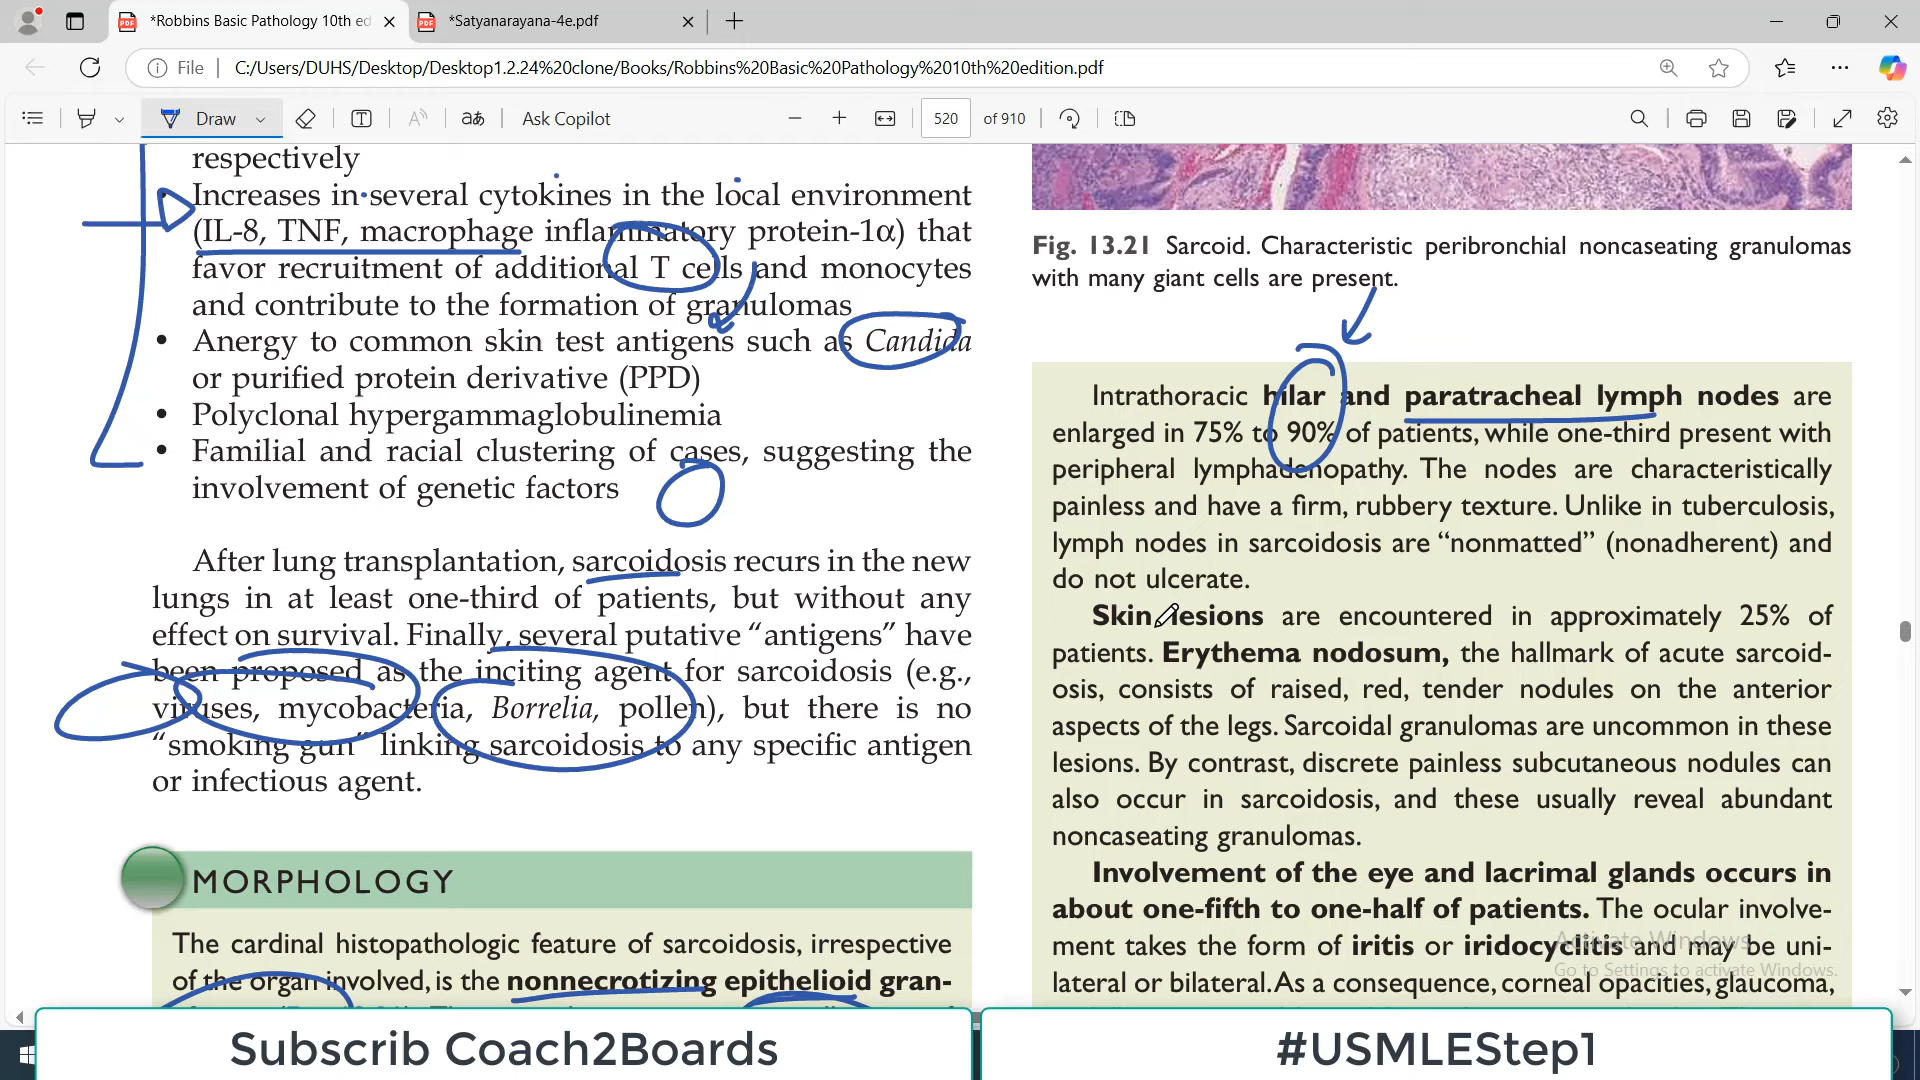 *Robbins Basic Pathology 10th ed
*Satyanarayana-4e.pdf
File
C:/Users/DUHS/Desktop/Desktop1.2.24%20clone/Books/Robbins%20Basic%20Pathology%2010th%20edition.pdf
Draw
Ask Copilot
520 of 910
respectively
• Increases in several cytokines in the local environment
(IL-8, TNF, macrophage inflammatory protein-1α) that
favor recruitment of additional T cells and monocytes
and contribute to the formation of granulomas
• Anergy to common skin test antigens such as Candida
or purified protein derivative (PPD)
• Polyclonal hypergammaglobulinemia
• Familial and racial clustering of cases, suggesting the
involvement of genetic factors
After lung transplantation, sarcoidosis recurs in the new
lungs in at least one-third of patients, but without any
effect on survival. Finally, several putative “antigens” have
been proposed as the inciting agent for sarcoidosis (e.g.,
viruses, mycobacteria, Borrelia, pollen), but there is no
“smoking gun” linking sarcoidosis to any specific antigen
or infectious agent.
MORPHOLOGY
The cardinal histopathologic feature of sarcoidosis, irrespective
of the organ involved, is the nonnecrotizing epithelioid gran-
Fig. 13.21 Sarcoid. Characteristic peribronchial noncaseating granulomas
with many giant cells are present.
Intrathoracic hilar and paratracheal lymph nodes are
enlarged in 75% to 90% of patients, while one-third present with
peripheral lymphadenopathy. The nodes are characteristically
painless and have a firm, rubbery texture. Unlike in tuberculosis,
lymph nodes in sarcoidosis are “nonmatted” (nonadherent) and
do not ulcerate.
Skin lesions are encountered in approximately 25% of
patients. Erythema nodosum, the hallmark of acute sarcoid-
osis, consists of raised, red, tender nodules on the anterior
aspects of the legs. Sarcoidal granulomas are uncommon in these
lesions. By contrast, discrete painless subcutaneous nodules can
also occur in sarcoidosis, and these usually reveal abundant
noncaseating granulomas.
Involvement of the eye and lacrimal glands occurs in
about one-fifth to one-half of patients. The ocular involve-
ment takes the form of iritis or iridocyclitis and may be uni-
lateral or bilateral. As a consequence, corneal opacities, glaucoma,
Activate Windows
Go to Settings to activate Windows.
Subscrib Coach2Boards
#USMLEStep1